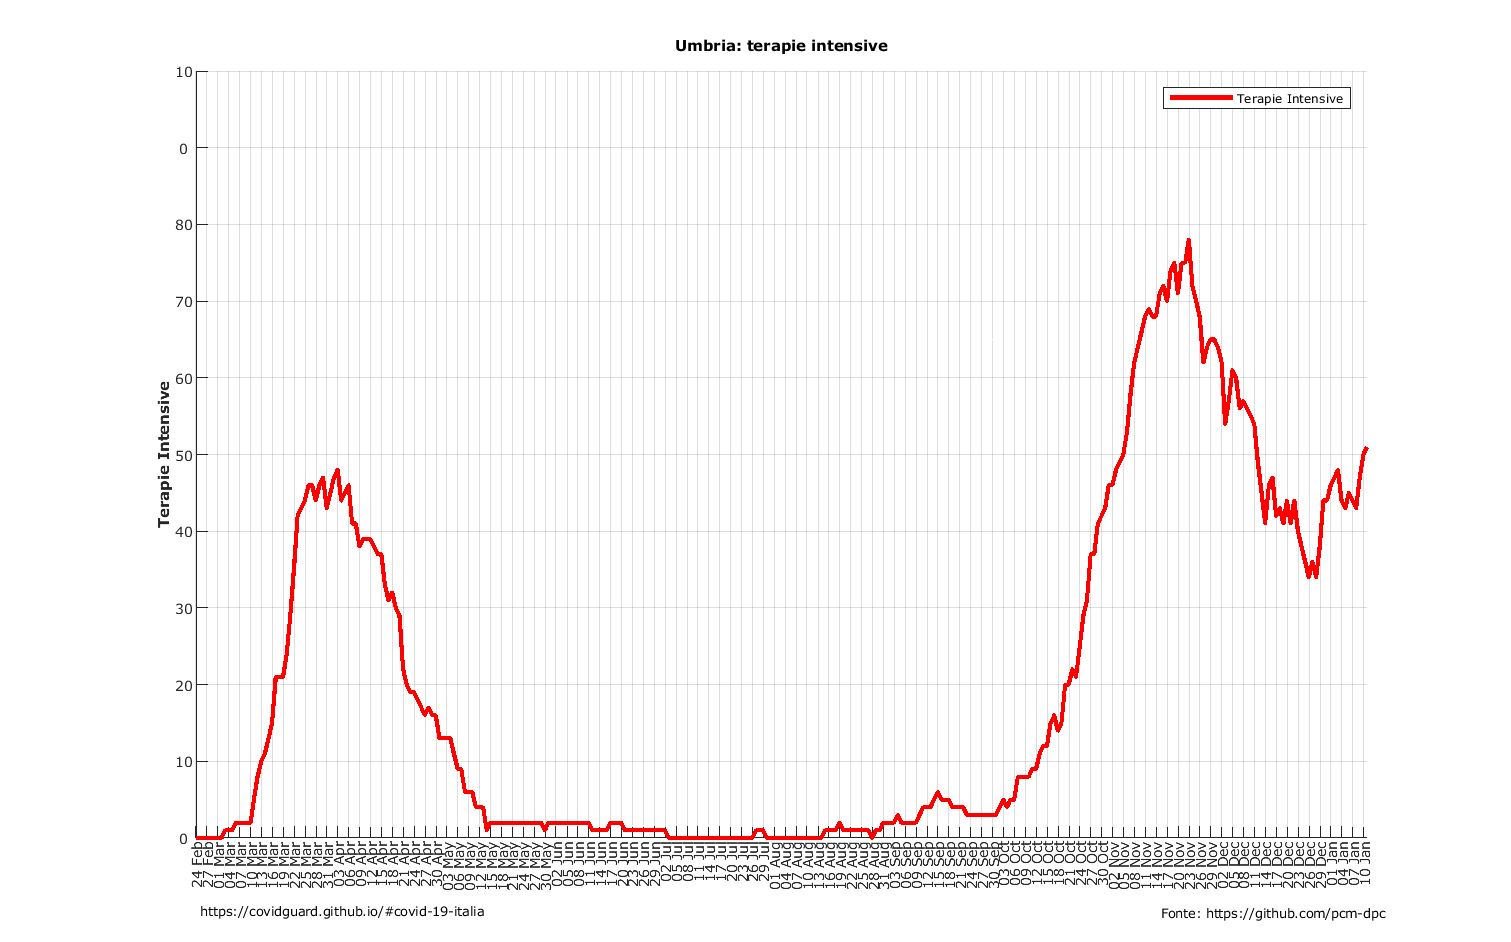 Umbria: terapie intensive
Terapie Intensive
10
0
80
70
60
50
40
30
20
10
0
Terapie Intensive
24 Feb
27 Feb
01 Mar
04 Mar
07 Mar
10 Mar
13 Mar
16 Mar
19 Mar
22 Mar
25 Mar
28 Mar
31 Mar
03 Apr
06 Apr
09 Apr
12 Apr
15 Apr
18 Apr
21 Apr
24 Apr
27 Apr
30 Apr
03 May
06 May
09 May
12 May
15 May
18 May
21 May
24 May
27 May
30 May
02 Jun
05 Jun
08 Jun
11 Jun
14 Jun
17 Jun
20 Jun
23 Jun
26 Jun
29 Jun
02 Jul
05 Jul
08 Jul
11 Jul
14 Jul
17 Jul
20 Jul
23 Jul
26 Jul
29 Jul
01 Aug
04 Aug
07 Aug
10 Aug
13 Aug
16 Aug
19 Aug
22 Aug
25 Aug
28 Aug
31 Aug
03 Sep
06 Sep
09 Sep
12 Sep
15 Sep
18 Sep
21 Sep
24 Sep
27 Sep
30 Sep
03 Oct
06 Oct
09 Oct
12 Oct
15 Oct
18 Oct
21 Oct
24 Oct
27 Oct
30 Oct
02 Nov
05 Nov
08 Nov
11 Nov
14 Nov
17 Nov
20 Nov
23 Nov
26 Nov
29 Nov
02 Dec
05 Dec
08 Dec
11 Dec
14 Dec
17 Dec
20 Dec
23 Dec
26 Dec
29 Dec
01 Jan
04 Jan
07 Jan
10 Jan
https://covidguard.github.io/#covid-19-italia
Fonte: https://github.com/pcm-dpc